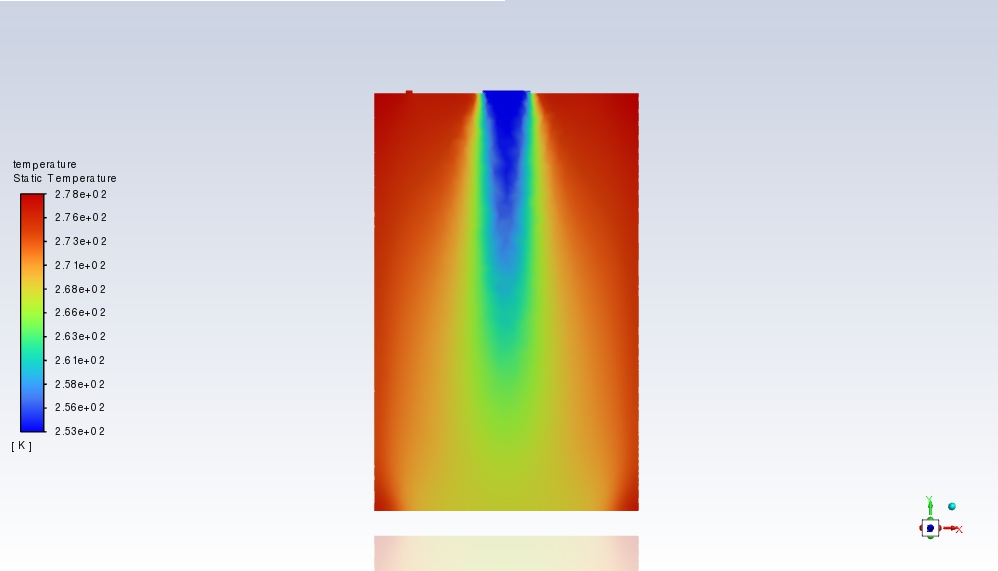 temperature
Static Temperature
2.78e+02
2.76e+02
2.73e+02
2.71e+02
2.68e+02
2.66e+02
2.63e+02
2.61e+02
2.58e+02
2.56e+02
2.53e+02
[ K ]
Y
X